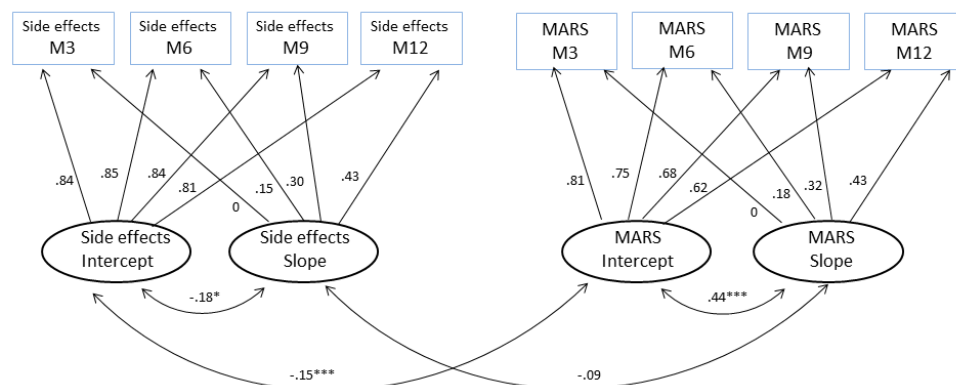 Side effects
M3
Side effects
M6
Side effects
M9
Side effects
M12
MARS
M3
MARS
M6
MARS
M9
MARS
M12
.84
.85
.84
.81
.15
.30
.43
0
.81
.75
.68
.62
.18
.32
.43
0
Side effects
Intercept
Side effects
Slope
MARS
Intercept
MARS
Slope
-.18*
.44***
-.15***
-.09